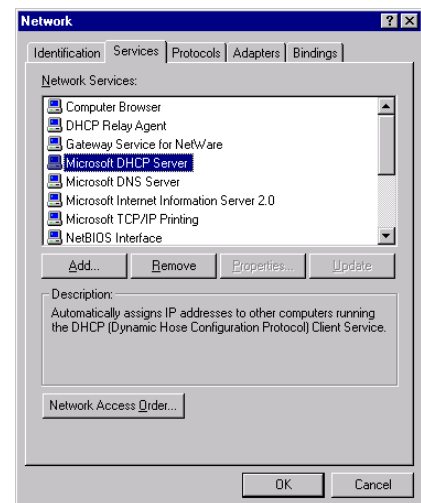 Network
Identification Services Protocols Adapters Bindings
Network Services:
Computer Browser
DHCP Relay Agent
Gateway Service for NetWare
Microsoft DHCP Server
Microsoft DNS Server
Microsoft Internet Information Server 2.0
Microsoft TCP/IP Printing
NetBIOS Interface
Add... Remove Properties... Update
Description:
Automatically assigns IP addresses to other computers running
the DHCP (Dynamic Hose Configuration Protocol) Client Service.
Network Access Order...
OK Cancel